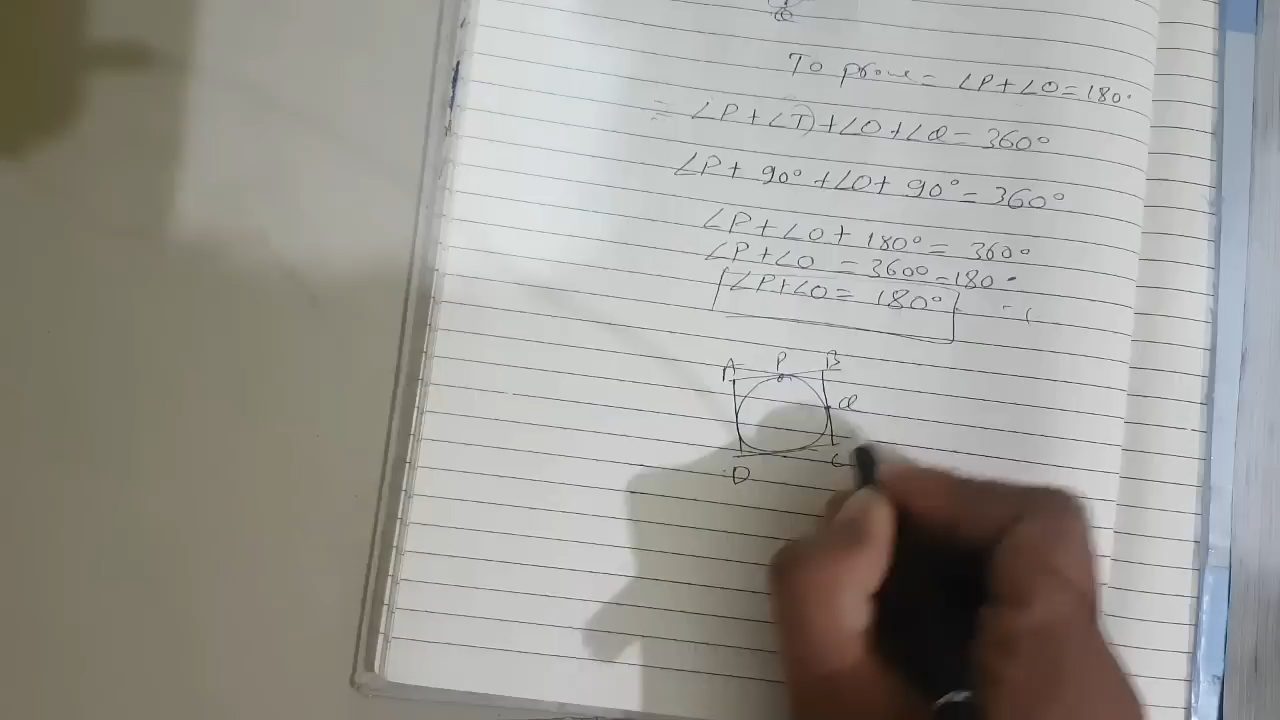 Q
To prove = ∠P+∠O=180°
= ∠P+∠T+∠O+∠Q=360°
∠P+ 90°+∠O+ 90°=360°
∠P+∠O+180°= 360°
∠P+∠O =360°-180°
∠P+∠O= 180°
A P B
Q
D C